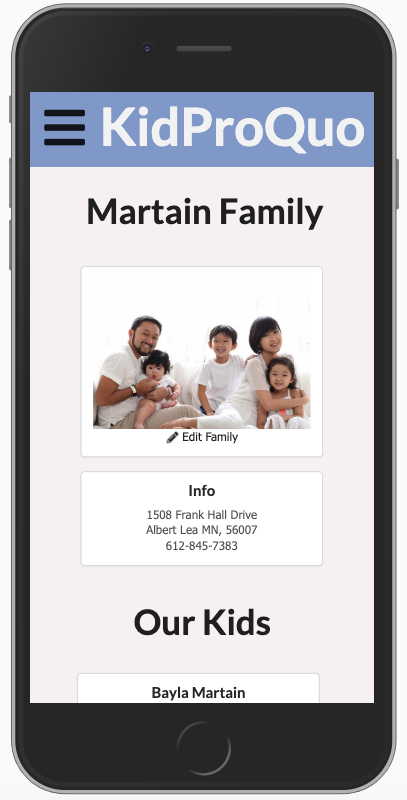 KidProQuo
Martain Family
Edit Family
Info
1508 Frank Hall Drive
Albert Lea MN, 56007
612-845-7383
Our Kids
Bayla Martain